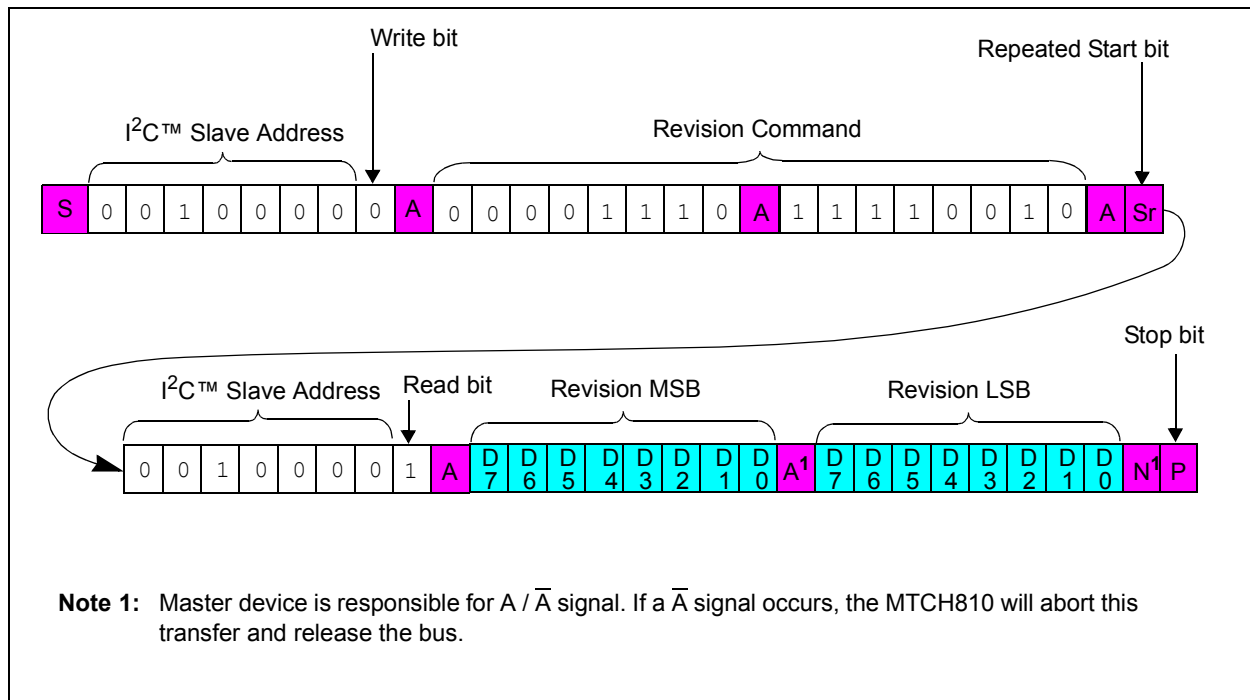 Write bit
Repeated Start bit
I²C™ Slave Address
Revision Command
S 0 0 1 0 0 0 0 0 A 0 0 0 0 1 1 1 0 A 1 1 1 1 0 0 1 0 A Sr
Stop bit
I²C™ Slave Address
Read bit
Revision MSB
Revision LSB
0 0 1 0 0 0 0 1 A D7 D6 D5 D4 D3 D2 D1 D0 A¹ D7 D6 D5 D4 D3 D2 D1 D0 N¹ P
Note 1: Master device is responsible for A / A̅ signal. If a A̅ signal occurs, the MTCH810 will abort this
transfer and release the bus.